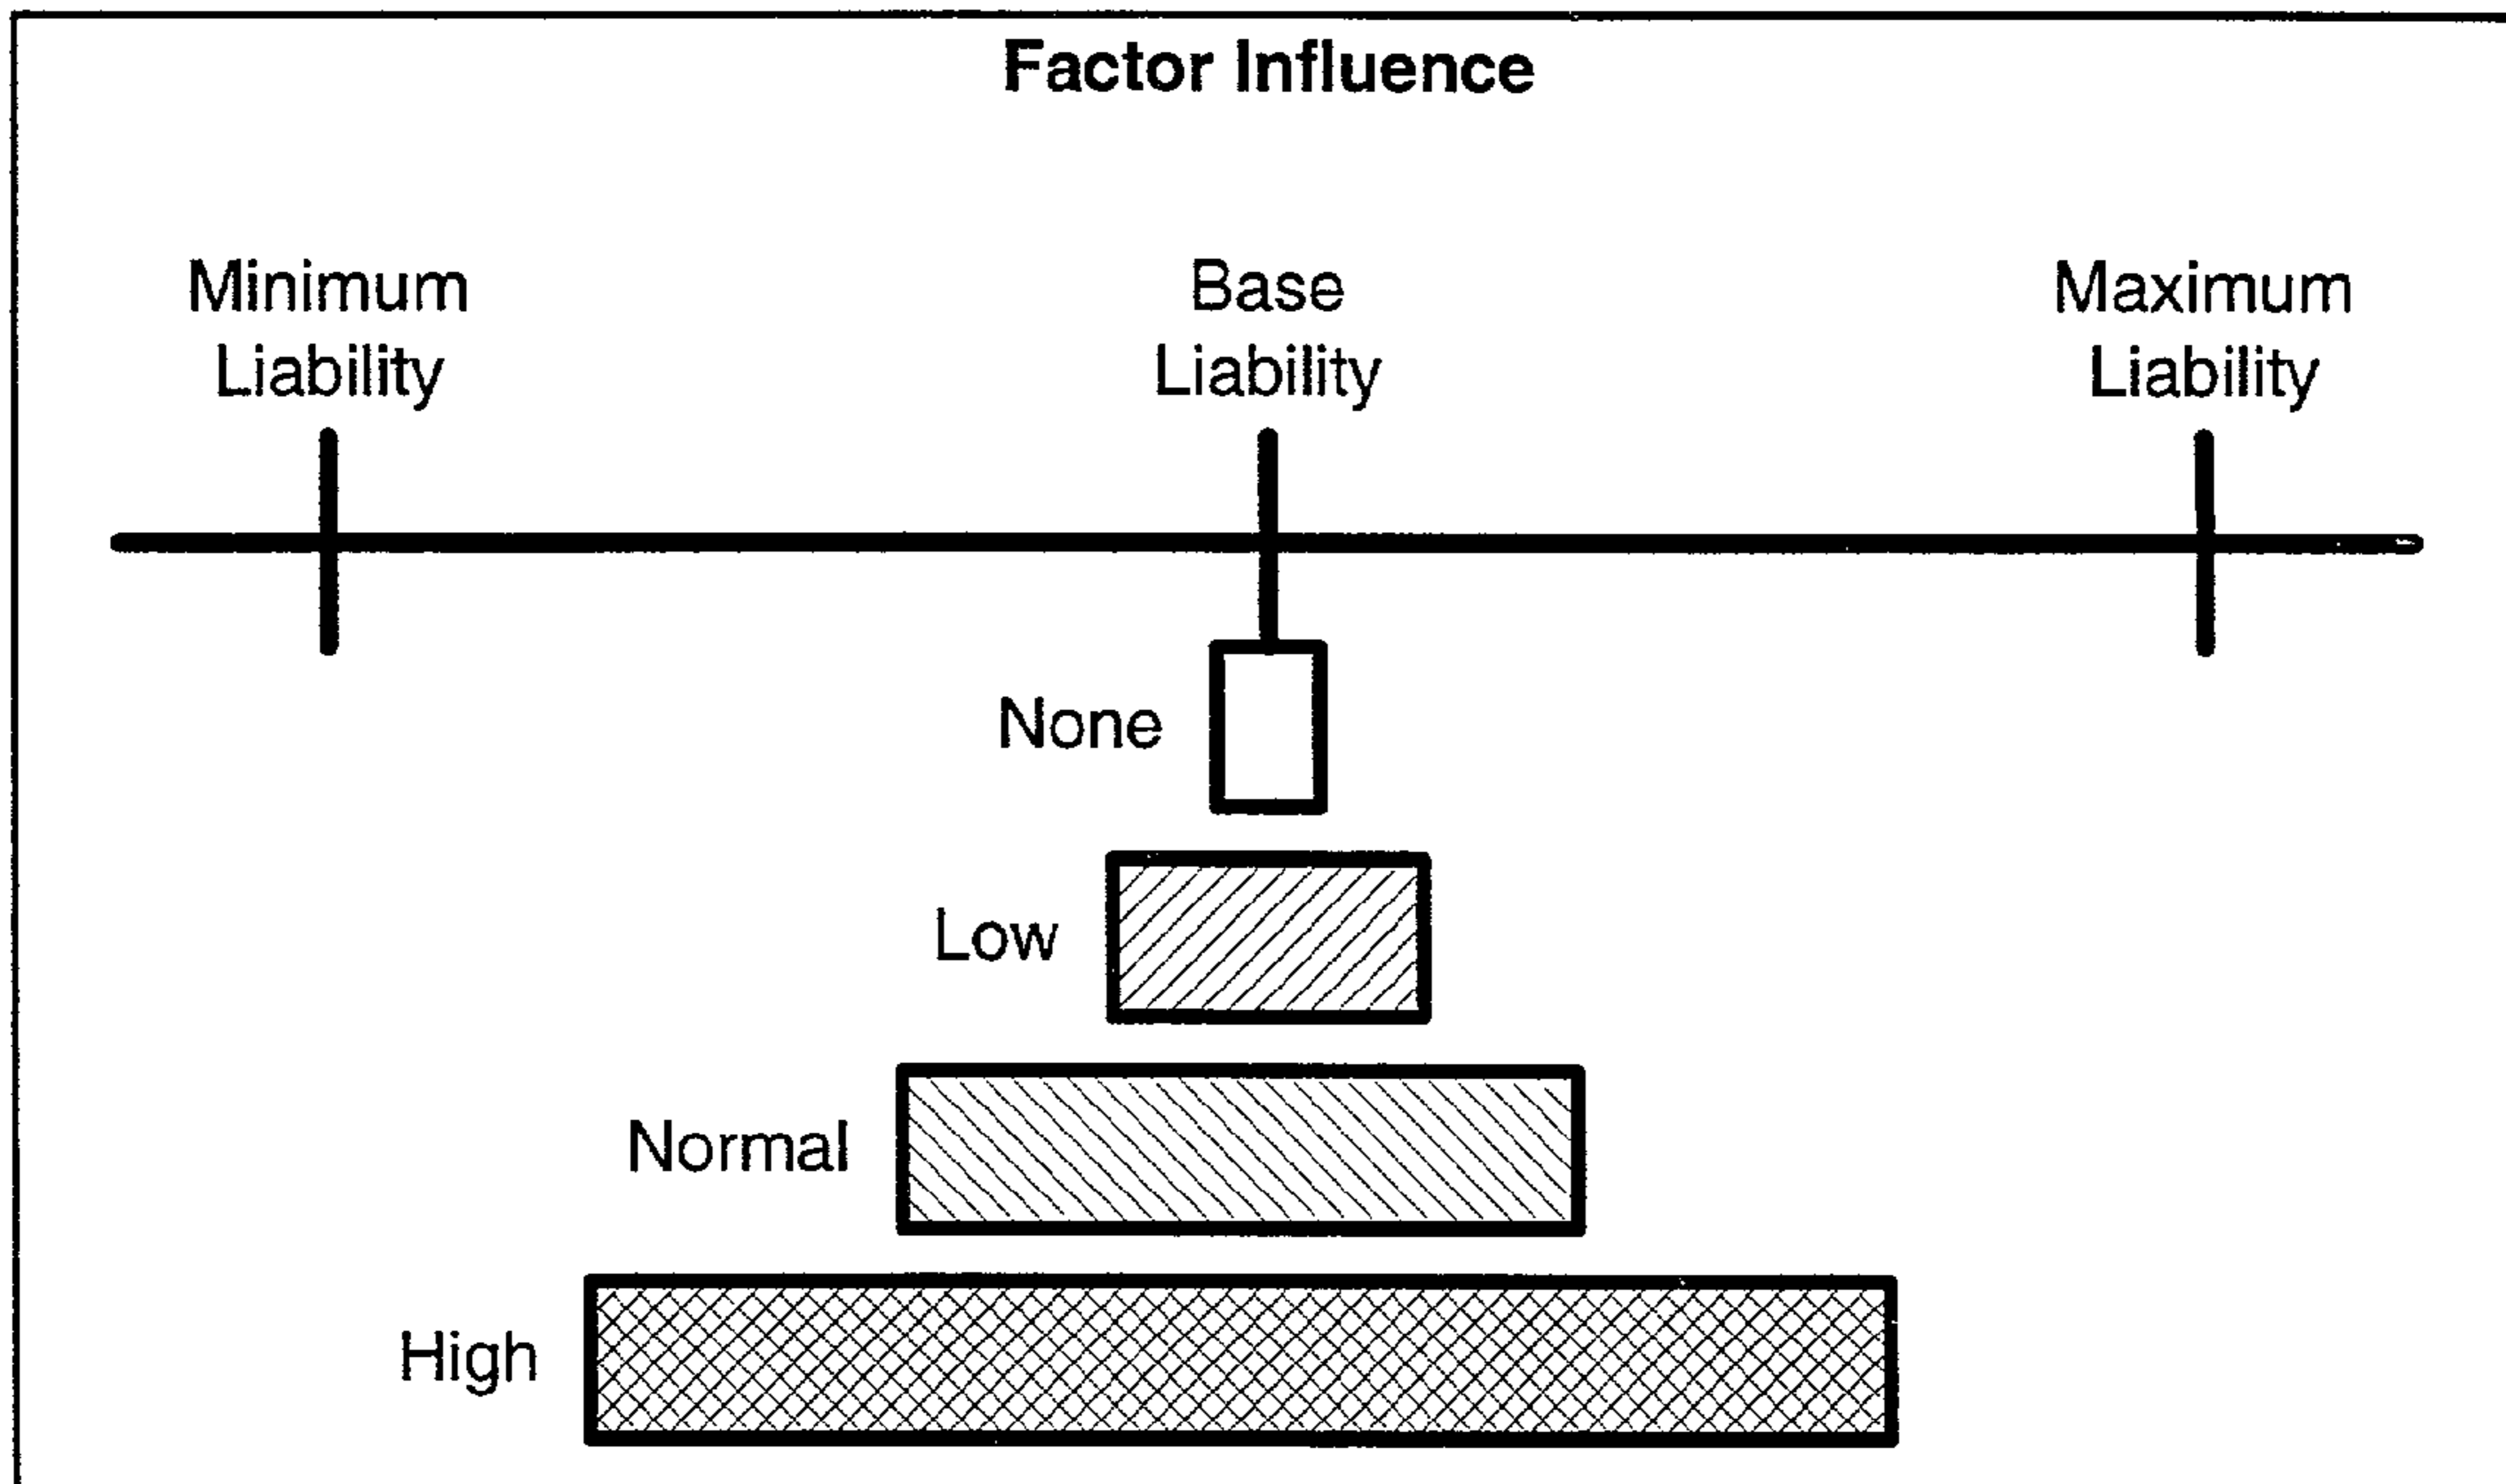 Factor Influence
Minimum
Liability
Base
Liability
Maximum
Liability
None
Low
Normal
High